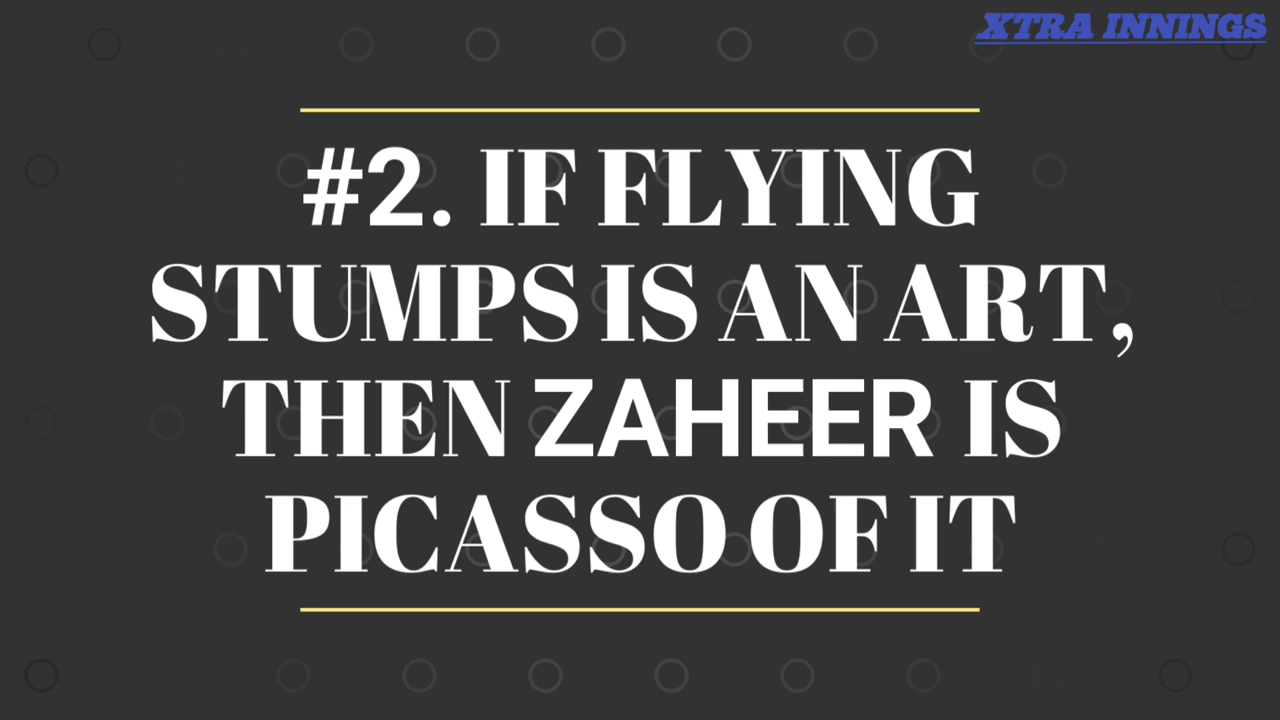 XTRA INNINGS
#2. IF FLYING
STUMPS IS AN ART,
THEN ZAHEER IS
PICASSO OF IT